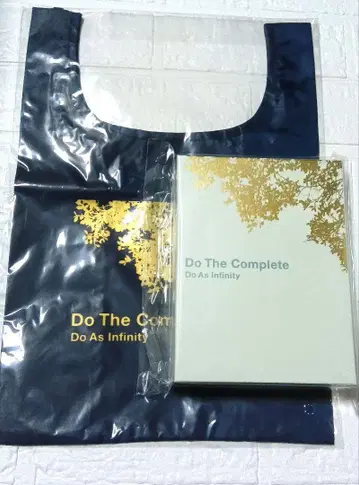 Do The Complete
Do As Infinity
Do The Com
Do As Infinity